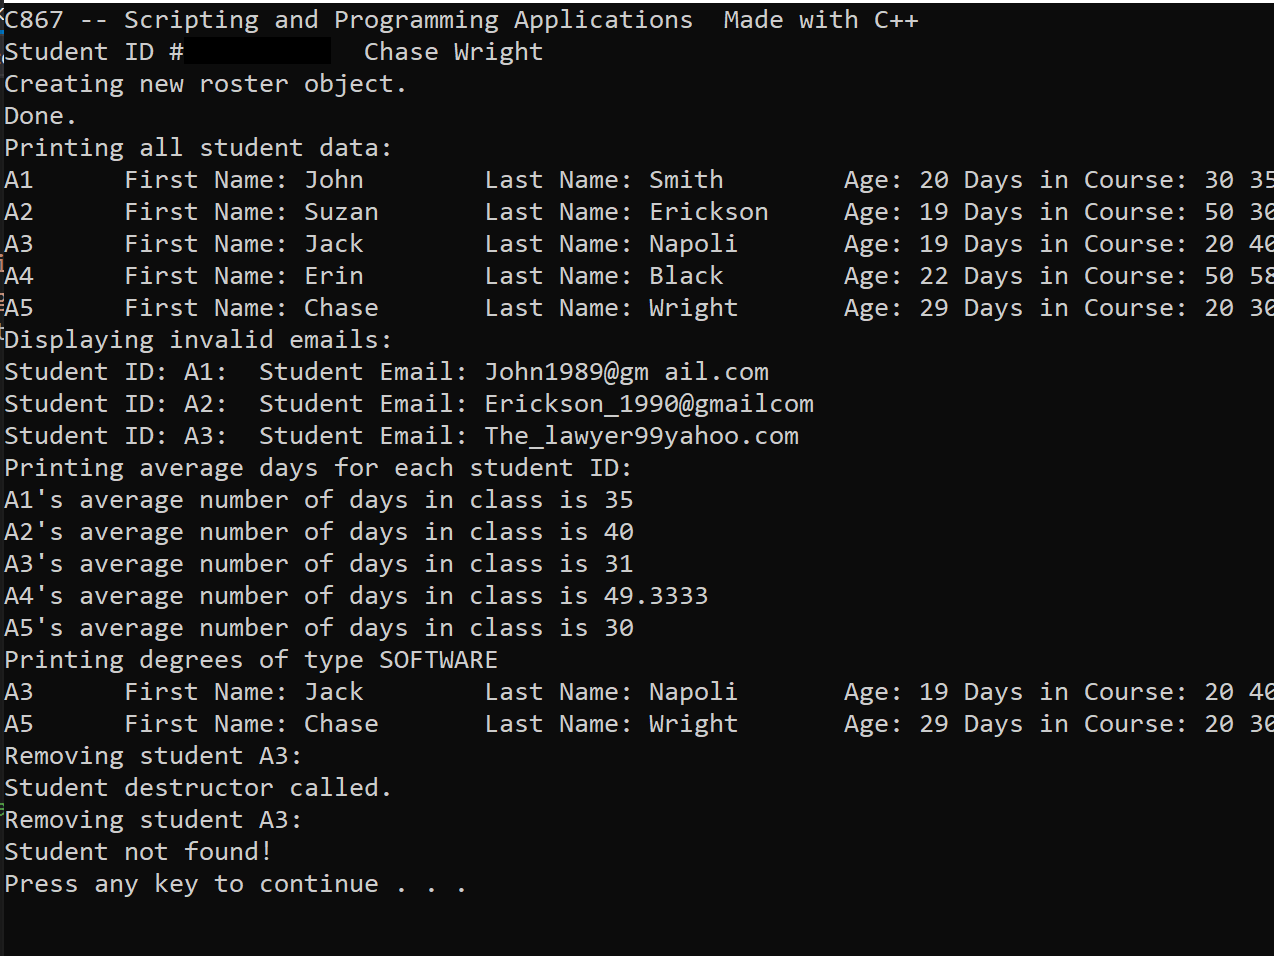 C867 -- Scripting and Programming Applications  Made with C++
Student ID #            Chase Wright
Creating new roster object.
Done.
Printing all student data:
A1      First Name: John        Last Name: Smith        Age: 20 Days in Course: 30 35
A2      First Name: Suzan       Last Name: Erickson     Age: 19 Days in Course: 50 30
A3      First Name: Jack        Last Name: Napoli       Age: 19 Days in Course: 20 40
A4      First Name: Erin        Last Name: Black        Age: 22 Days in Course: 50 58
A5      First Name: Chase       Last Name: Wright       Age: 29 Days in Course: 20 30
Displaying invalid emails:
Student ID: A1:  Student Email: John1989@gm ail.com
Student ID: A2:  Student Email: Erickson_1990@gmailcom
Student ID: A3:  Student Email: The_lawyer99yahoo.com
Printing average days for each student ID:
A1's average number of days in class is 35
A2's average number of days in class is 40
A3's average number of days in class is 31
A4's average number of days in class is 49.3333
A5's average number of days in class is 30
Printing degrees of type SOFTWARE
A3      First Name: Jack        Last Name: Napoli       Age: 19 Days in Course: 20 40
A5      First Name: Chase       Last Name: Wright       Age: 29 Days in Course: 20 30
Removing student A3:
Student destructor called.
Removing student A3:
Student not found!
Press any key to continue . . .